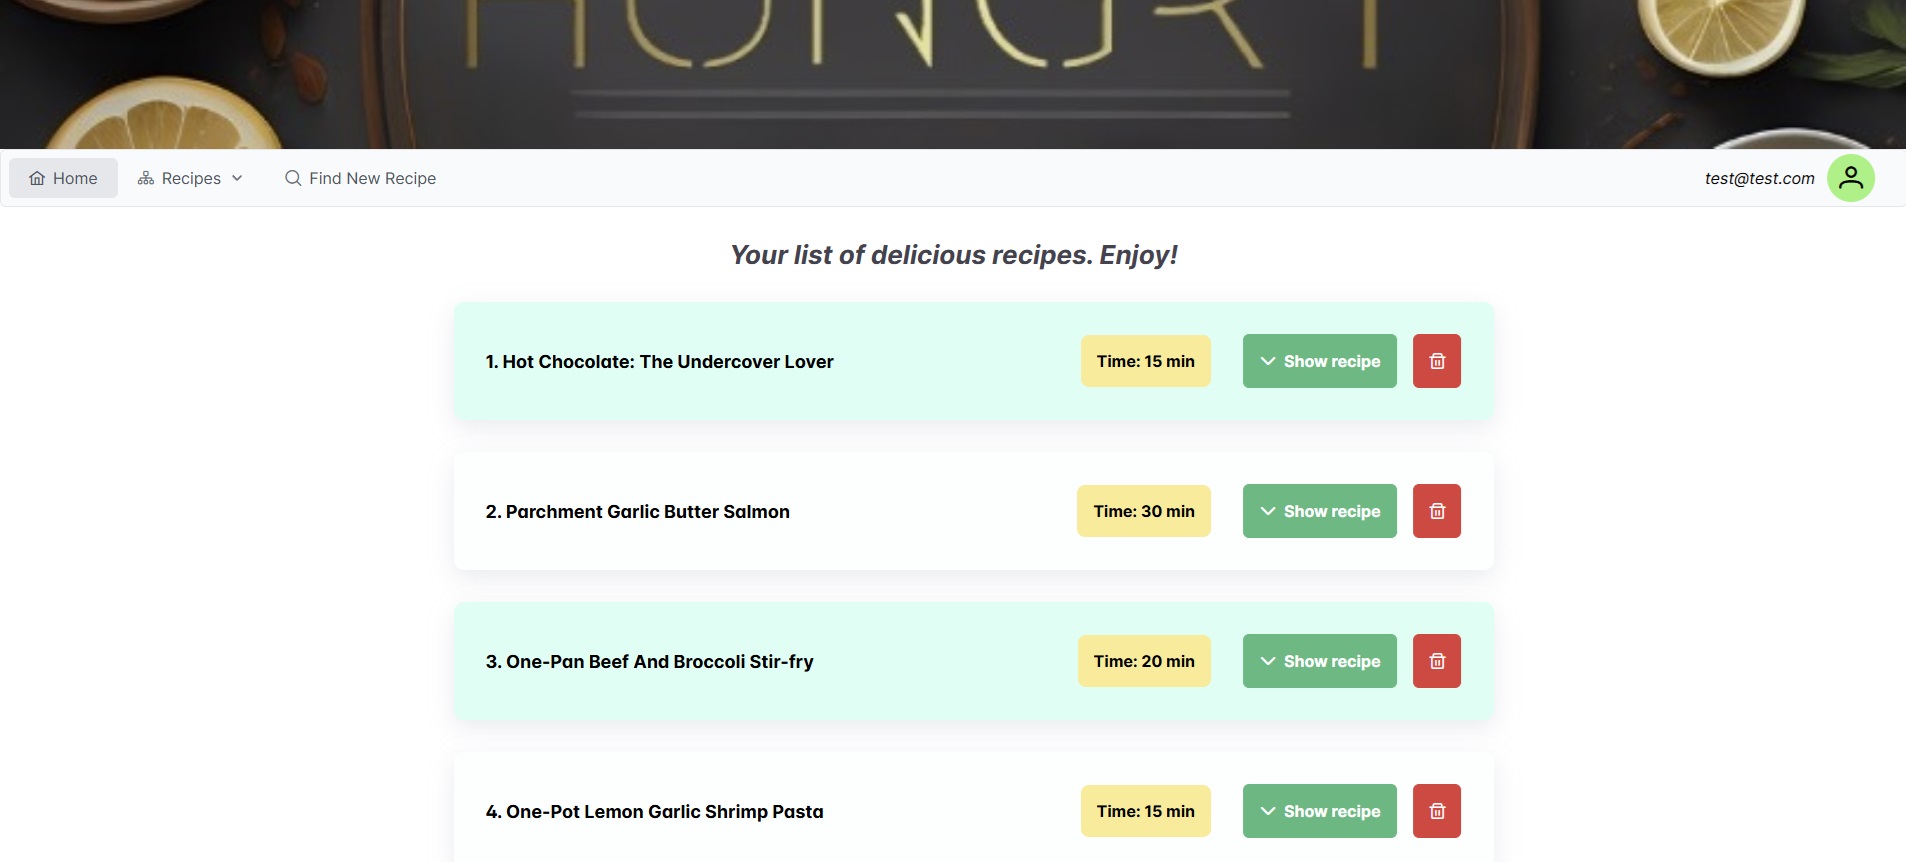 HUNGRY
Home
Recipes
Find New Recipe
test@test.com
Your list of delicious recipes. Enjoy!
1. Hot Chocolate: The Undercover Lover
Time: 15 min
Show recipe
2. Parchment Garlic Butter Salmon
Time: 30 min
Show recipe
3. One-Pan Beef And Broccoli Stir-fry
Time: 20 min
Show recipe
4. One-Pot Lemon Garlic Shrimp Pasta
Time: 15 min
Show recipe